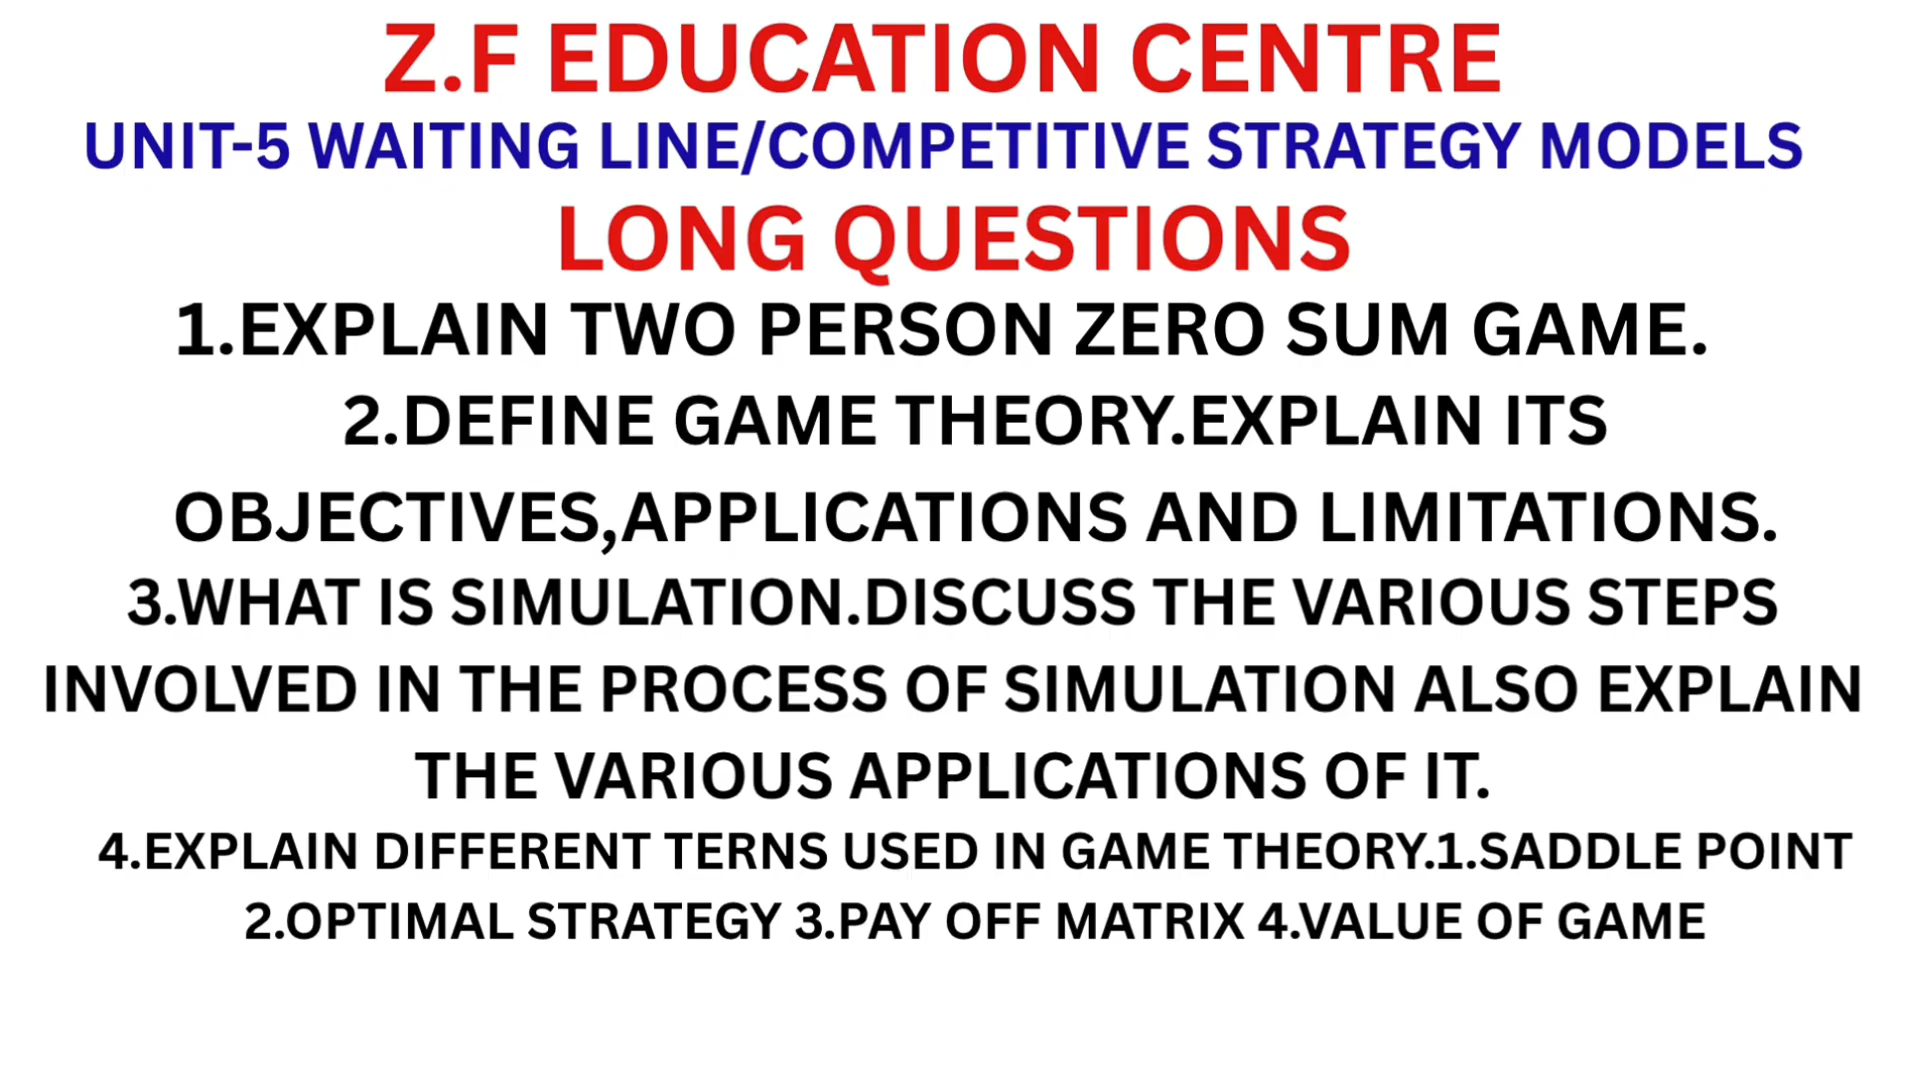 Z.F EDUCATION CENTRE
UNIT-5 WAITING LINE/COMPETITIVE STRATEGY MODELS
LONG QUESTIONS
1.EXPLAIN TWO PERSON ZERO SUM GAME.
2.DEFINE GAME THEORY.EXPLAIN ITS
OBJECTIVES,APPLICATIONS AND LIMITATIONS.
3.WHAT IS SIMULATION.DISCUSS THE VARIOUS STEPS
INVOLVED IN THE PROCESS OF SIMULATION ALSO EXPLAIN
THE VARIOUS APPLICATIONS OF IT.
4.EXPLAIN DIFFERENT TERNS USED IN GAME THEORY.1.SADDLE POINT
2.OPTIMAL STRATEGY 3.PAY OFF MATRIX 4.VALUE OF GAME